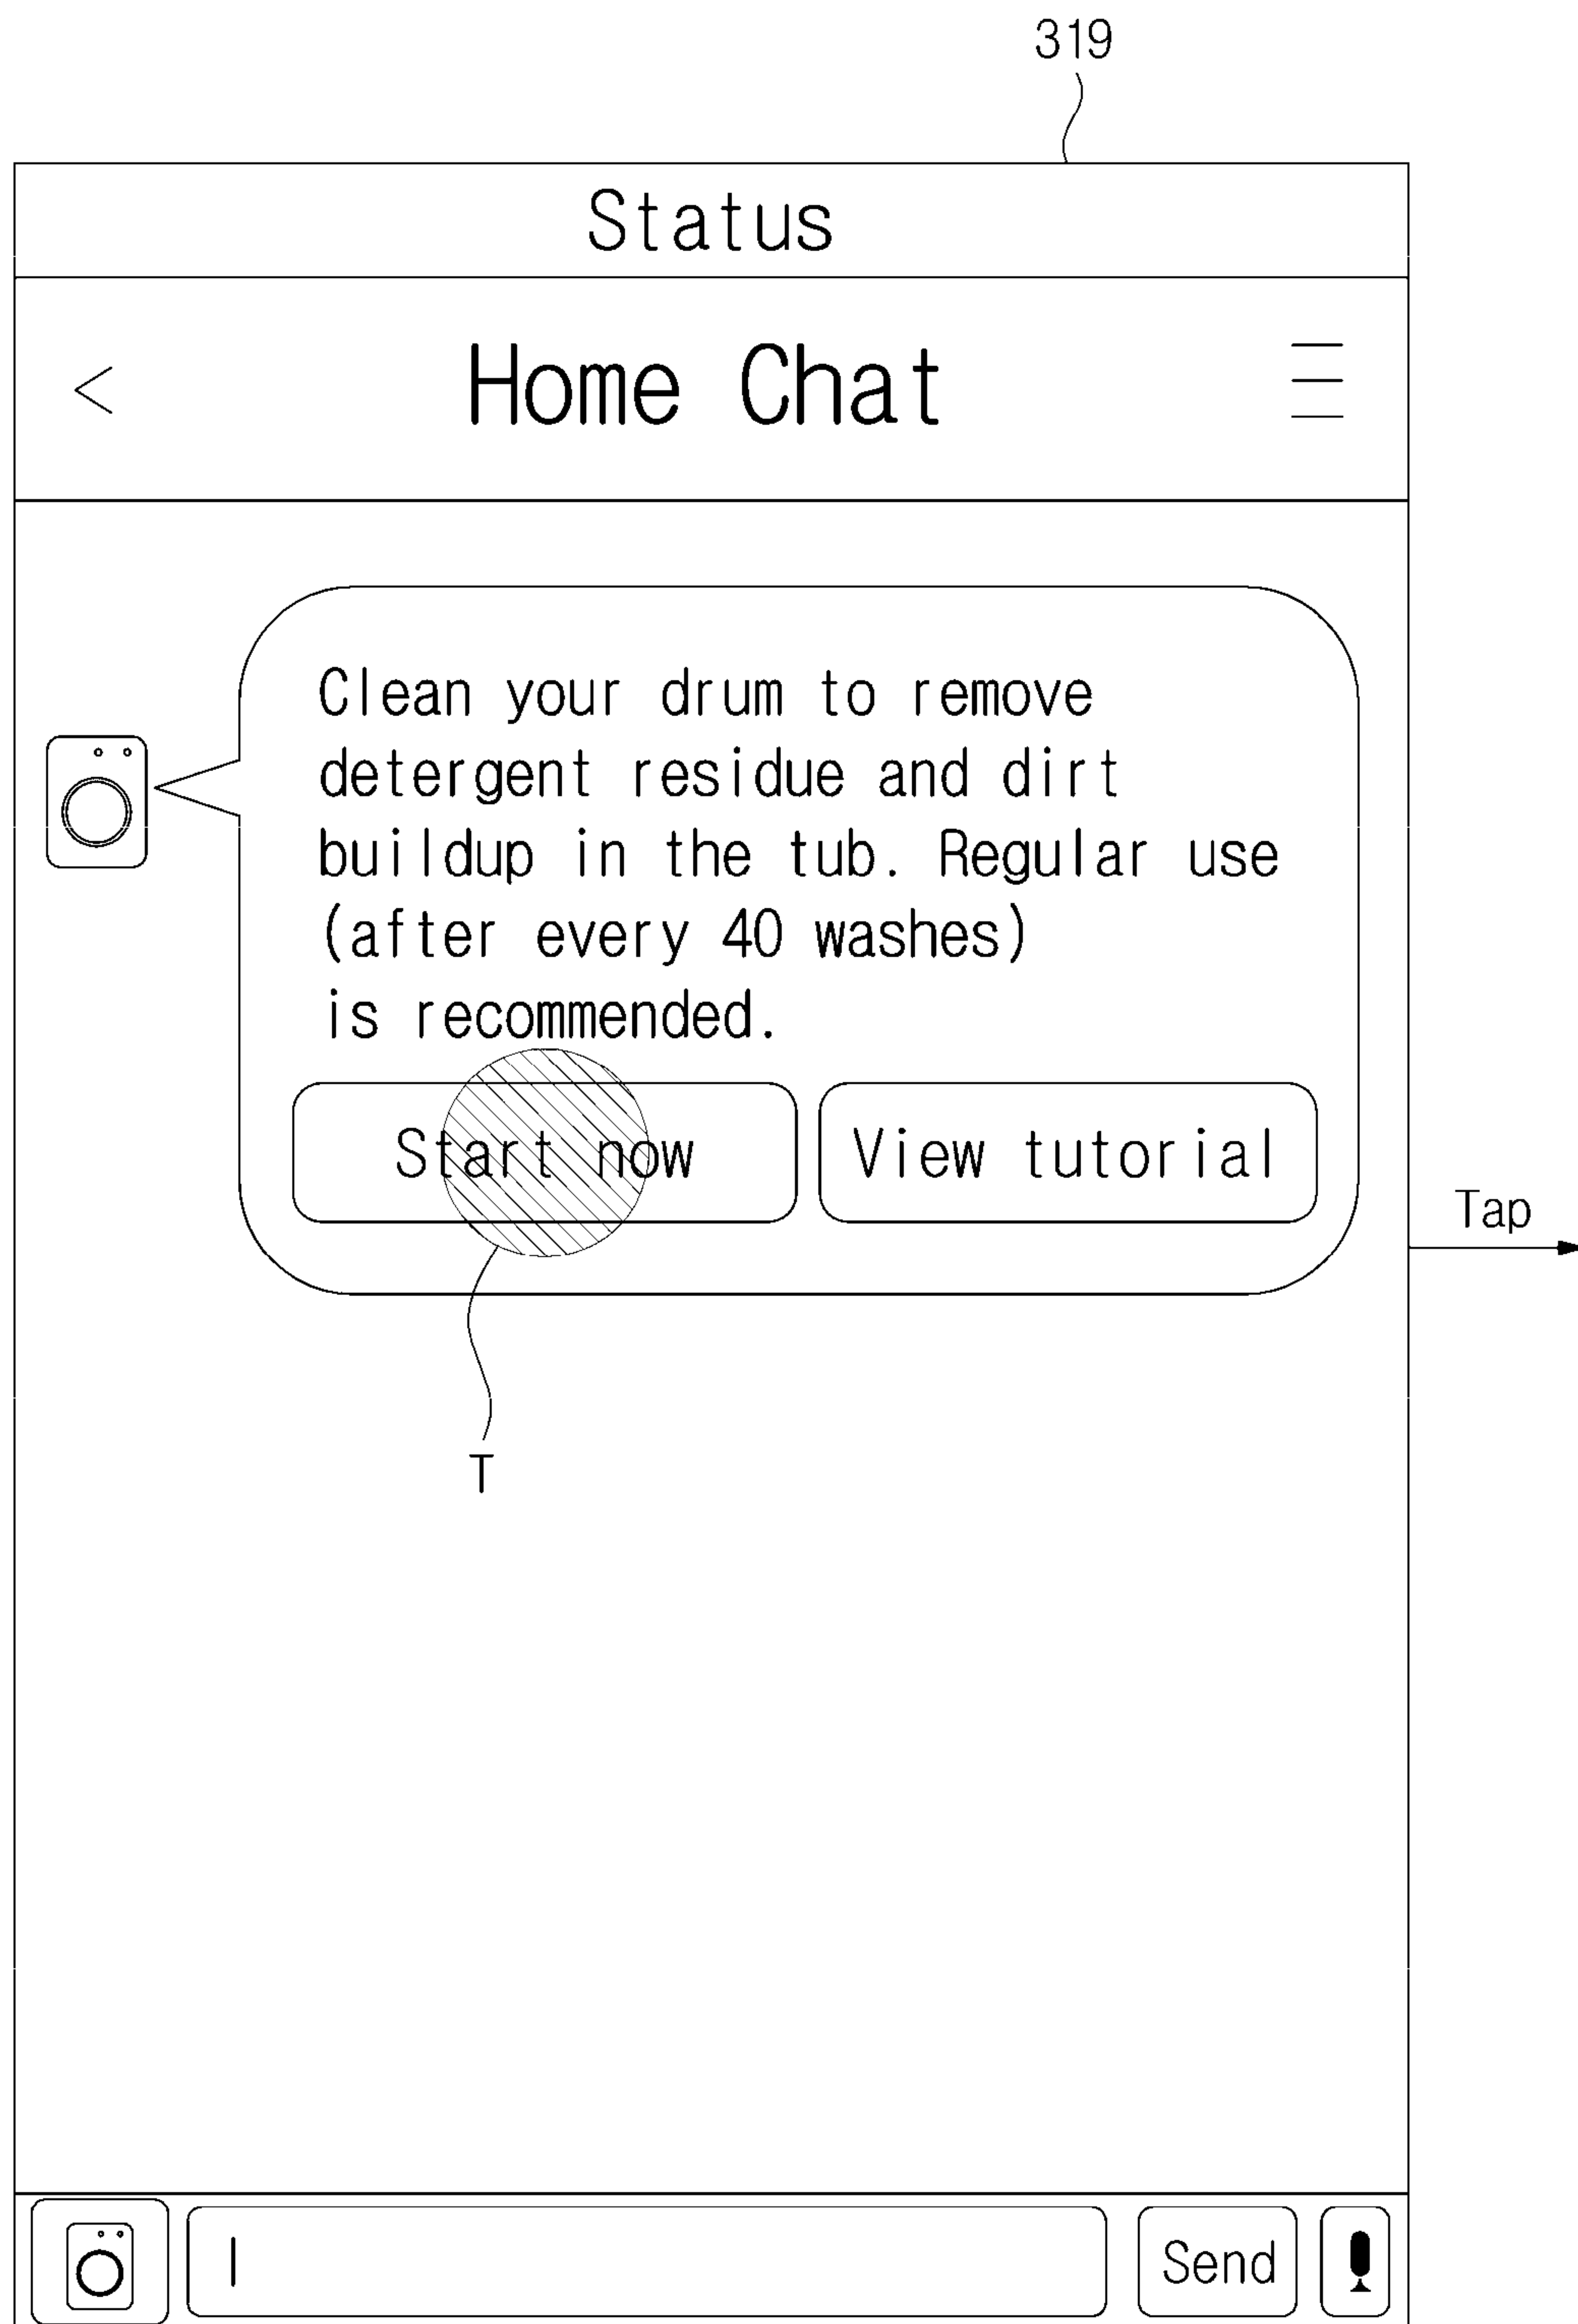 319
Status
< Home Chat
Clean your drum to remove
detergent residue and dirt
buildup in the tub. Regular use
(after every 40 washes)
is recommended.
Start now View tutorial
Tap
T
Send